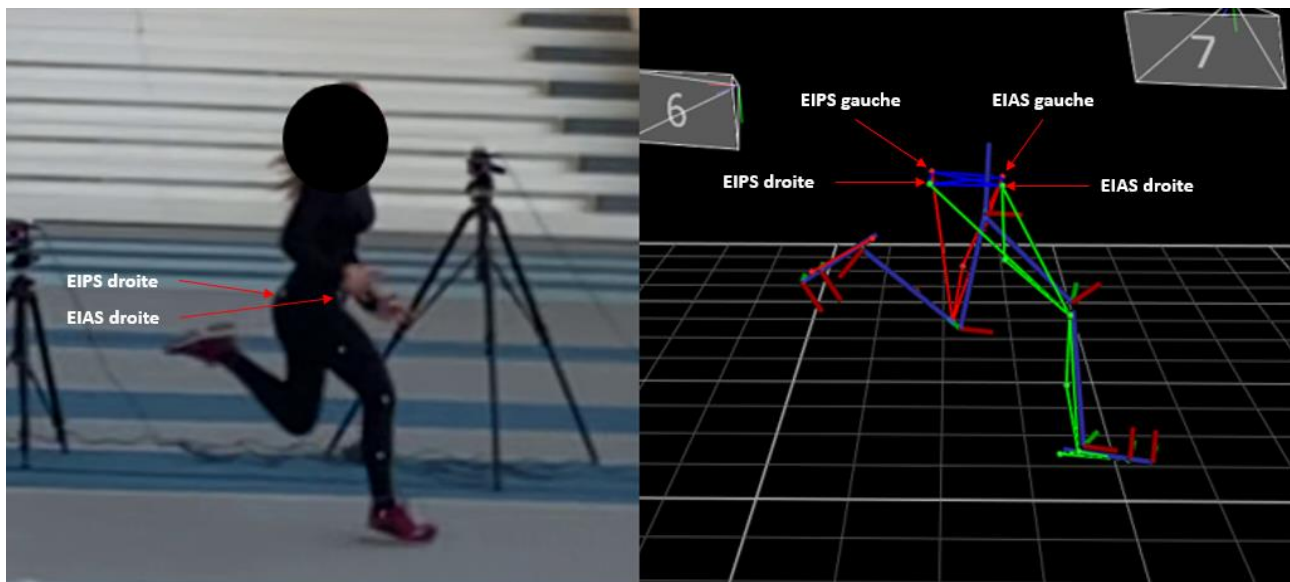 EIPS droite
EIAS droite
6
7
EIPS gauche
EIAS gauche
EIPS droite
EIAS droite